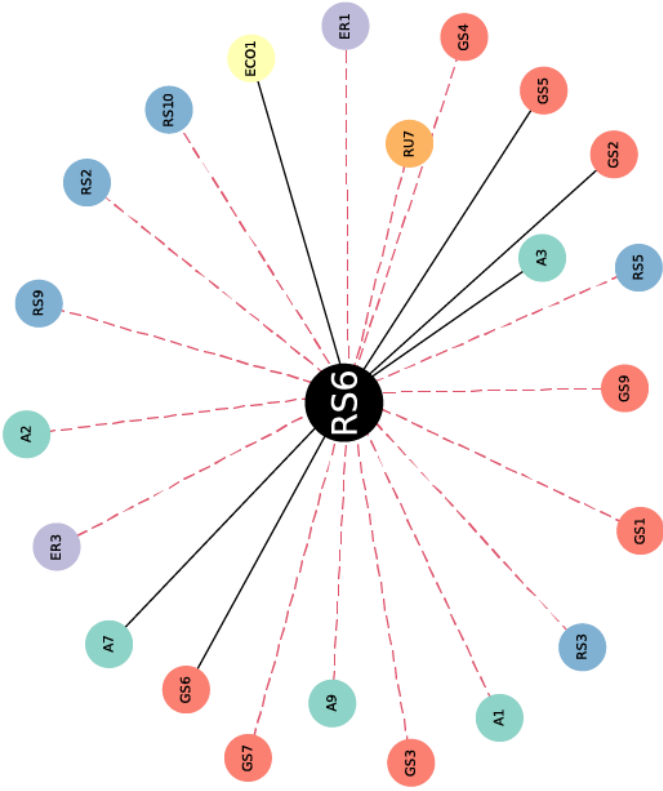 ER1
GS4
ECO1
GS5
RS10
RU7
GS2
RS2
A3
RS5
RS9
GS9
RS6
A2
GS1
ER3
RS3
A7
GS6
A9
A1
GS7
GS3